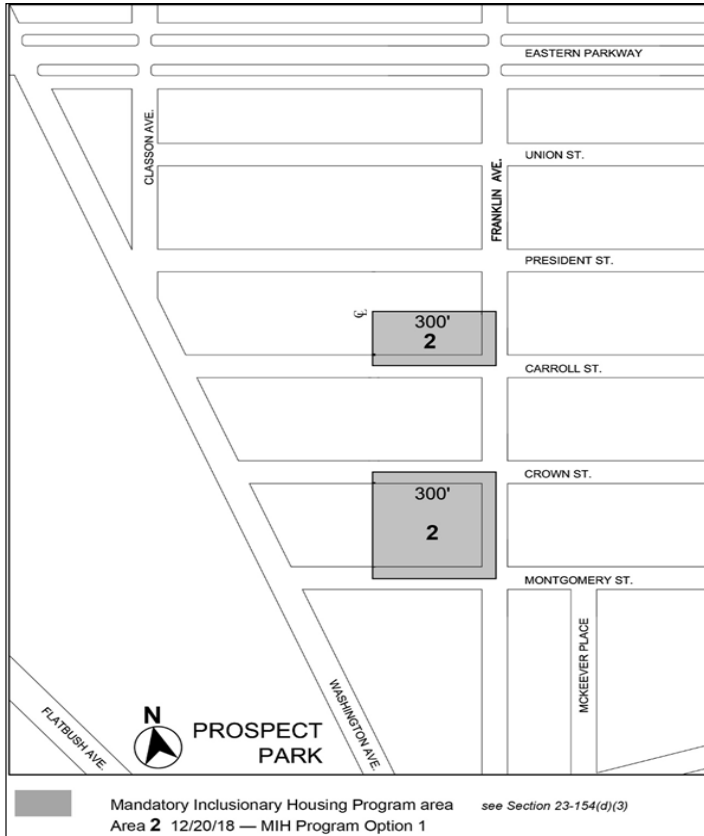 EASTERN PARKWAY
CLASSON AVE.
UNION ST.
FRANKLIN AVE.
PRESIDENT ST.
℄
300'
2
CARROLL ST.
CROWN ST.
300'
2
MONTGOMERY ST.
MCKEEVER PLACE
WASHINGTON AVE.
FLATBUSH AVE.
N
PROSPECT
PARK
Mandatory Inclusionary Housing Program area see Section 23-154(d)(3)
Area 2 12/20/18 — MIH Program Option 1